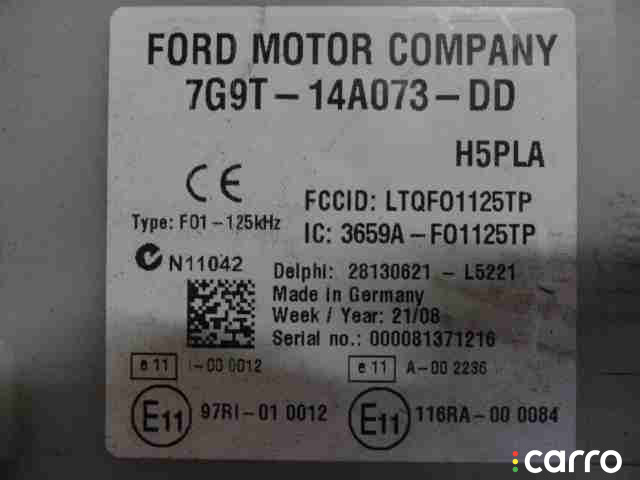 FORD MOTOR COMPANY
7G9T-14A073-DD
H5PLA
CE
FCCID: LTQFO1125TP
Type: F01-125kHz
IC: 3659A-FO1125TP
N11042
Delphi: 28130621 - L5221
Made in Germany
Week / Year: 21/08
Serial no.: 000081371216
e 11 I-00 0012
e 11 A-00 2236
E11 97RI-01 0012
E11 116RA-00 0084
carro